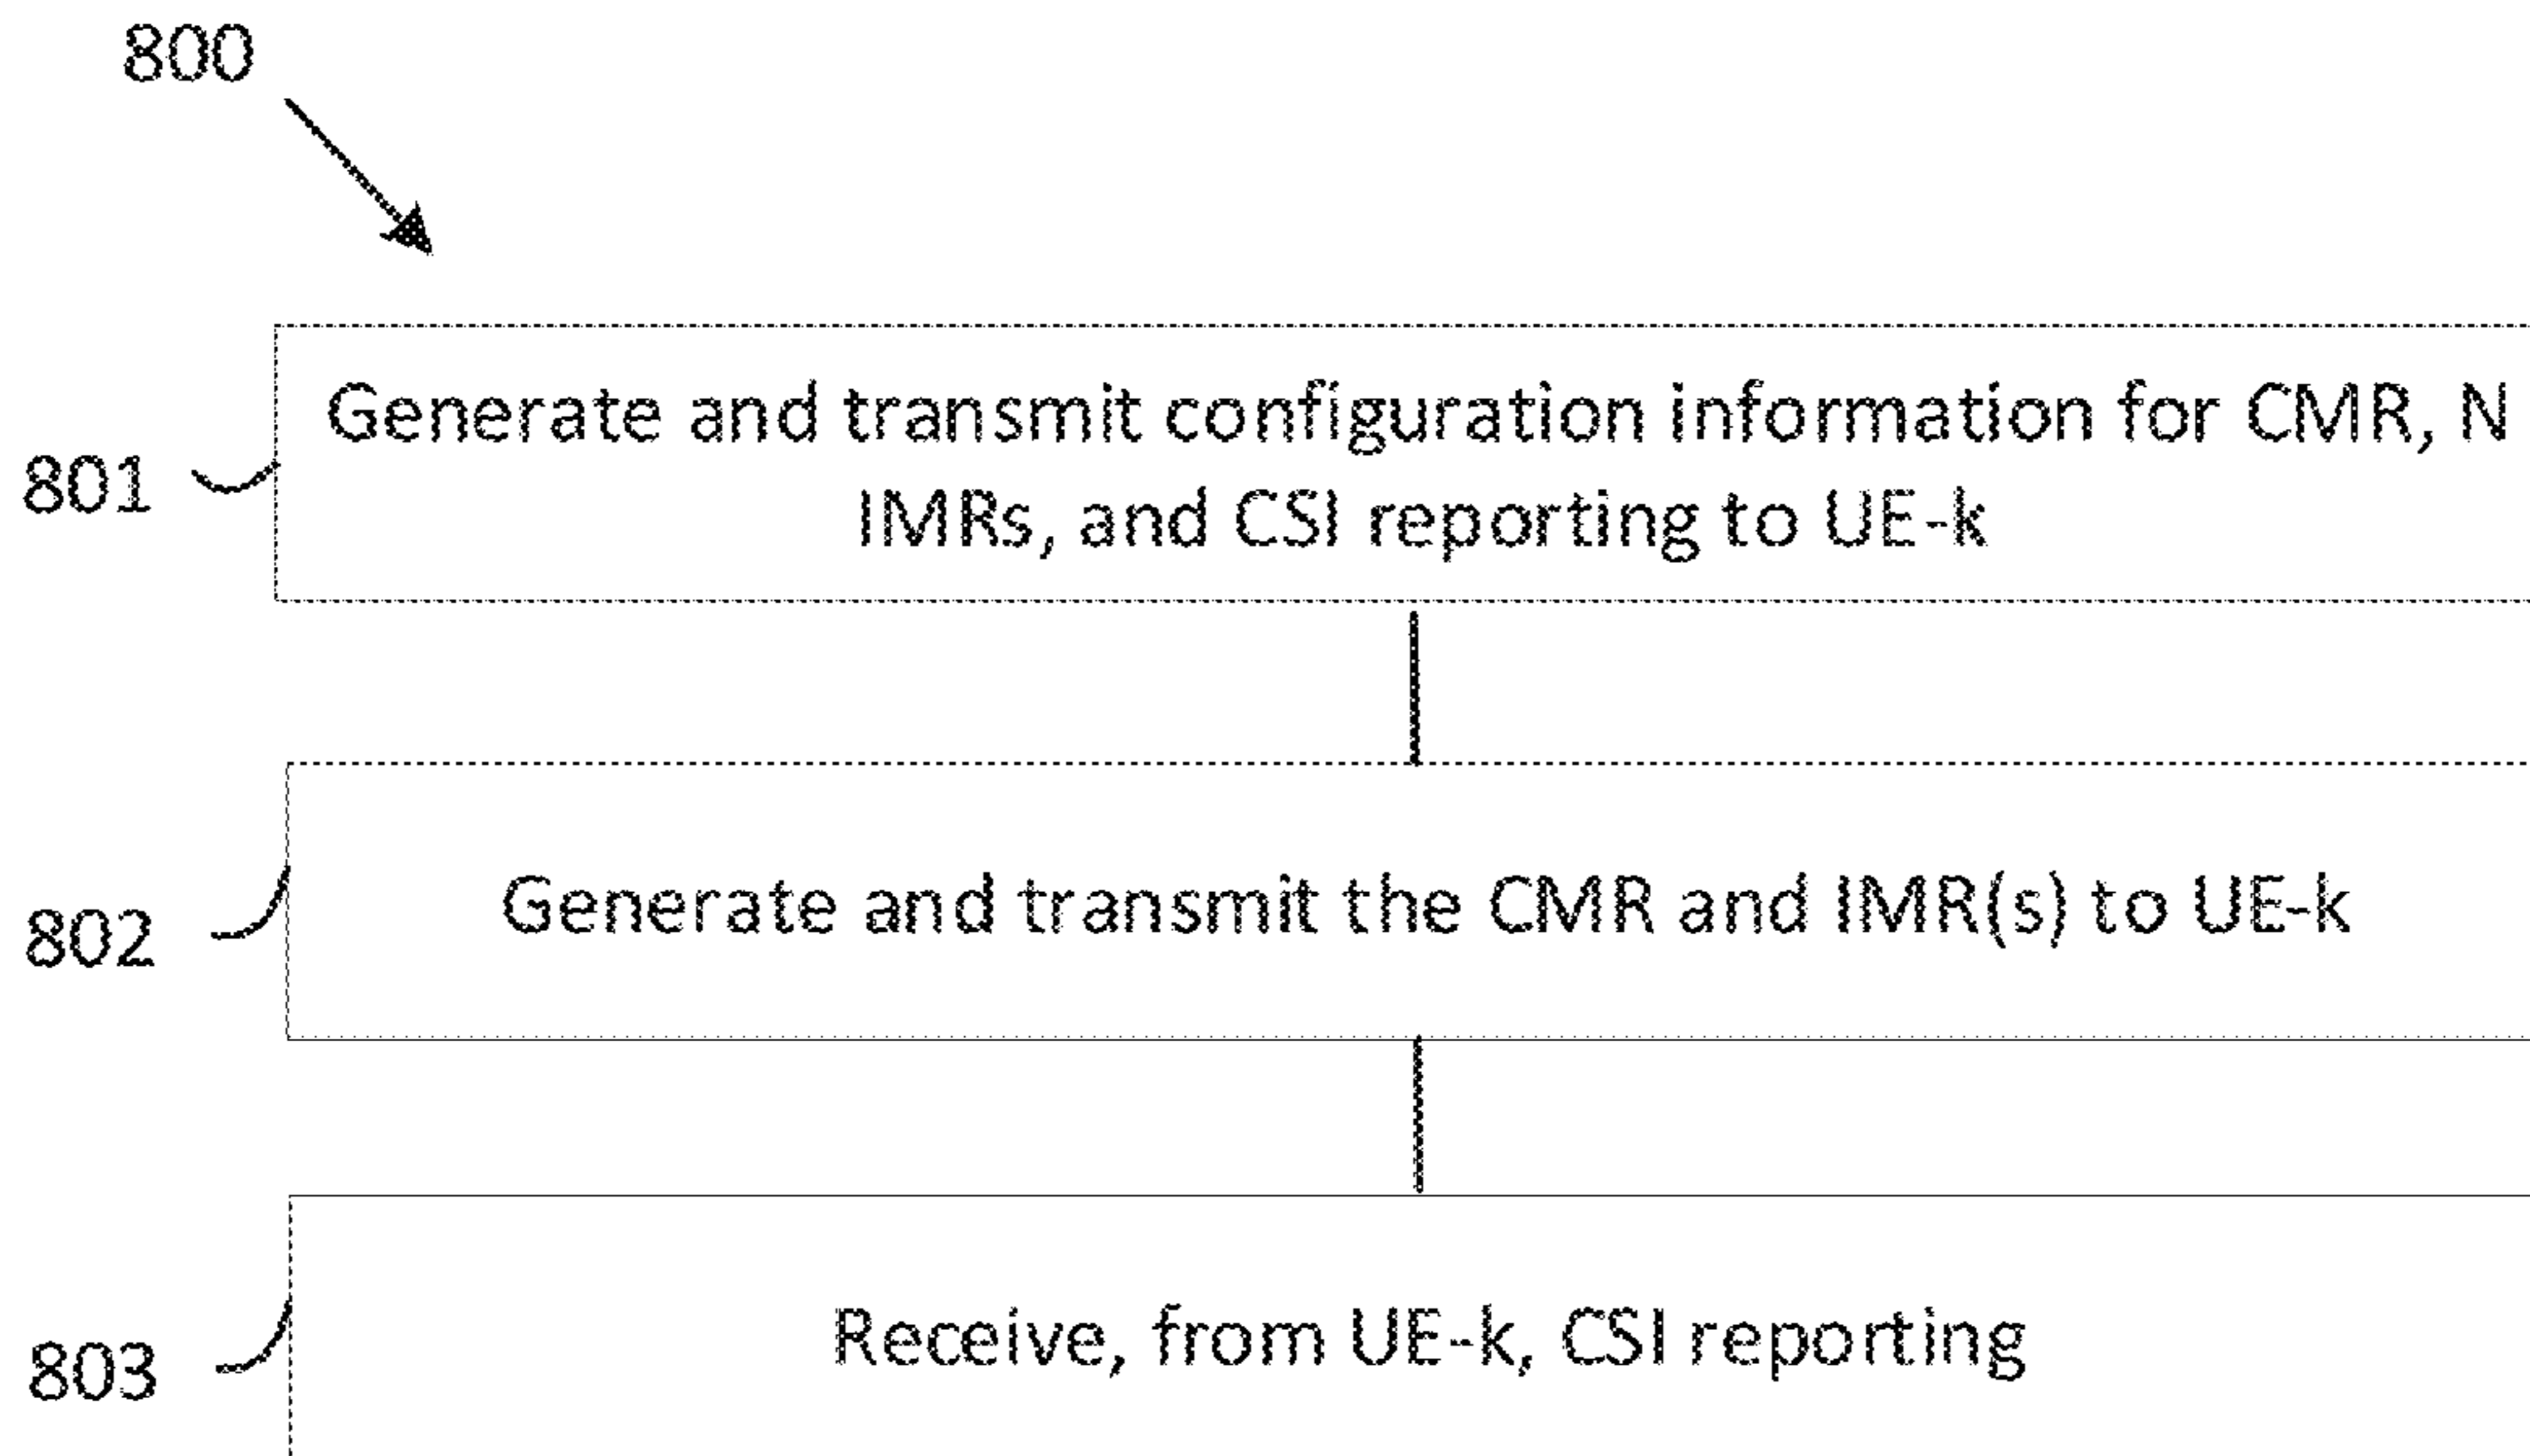 800
801
Generate and transmit configuration information for CMR, N
IMRs, and CSI reporting to UE-k
802
Generate and transmit the CMR and IMR(s) to UE-k
803
Receive, from UE-k, CSI reporting